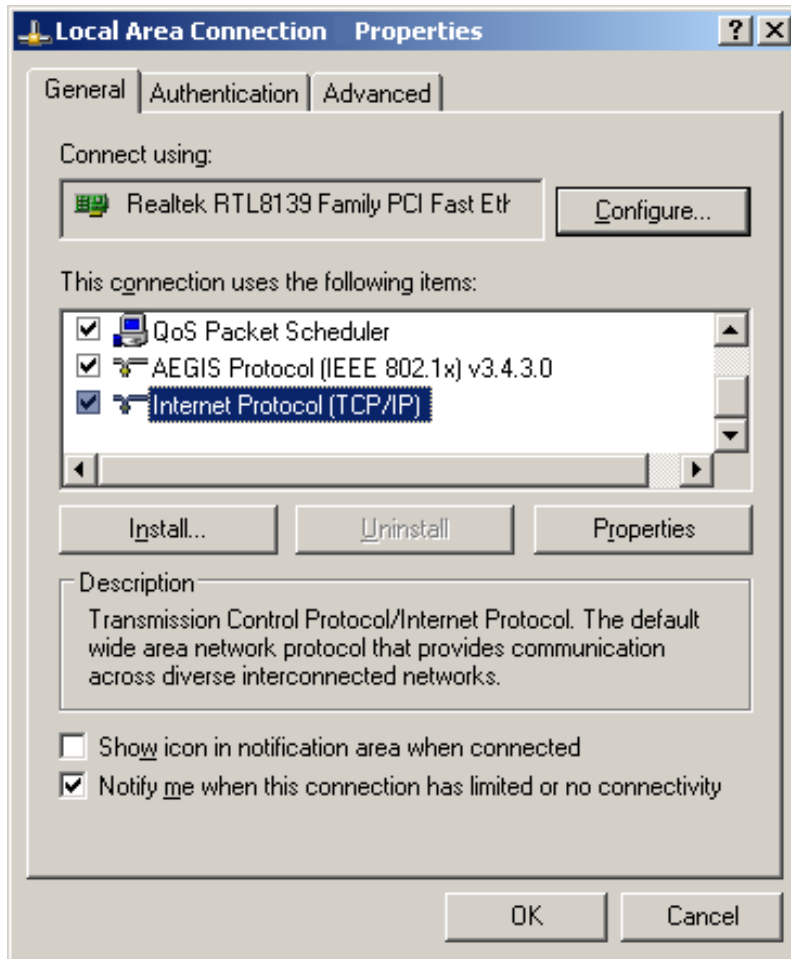 Local Area Connection Properties
General Authentication Advanced
Connect using:
Realtek RTL8139 Family PCI Fast Eth Configure...
This connection uses the following items:
QoS Packet Scheduler
AEGIS Protocol (IEEE 802.1x) v3.4.3.0
Internet Protocol (TCP/IP)
Install... Uninstall Properties
Description
Transmission Control Protocol/Internet Protocol. The default
wide area network protocol that provides communication
across diverse interconnected networks.
Show icon in notification area when connected
Notify me when this connection has limited or no connectivity
OK Cancel